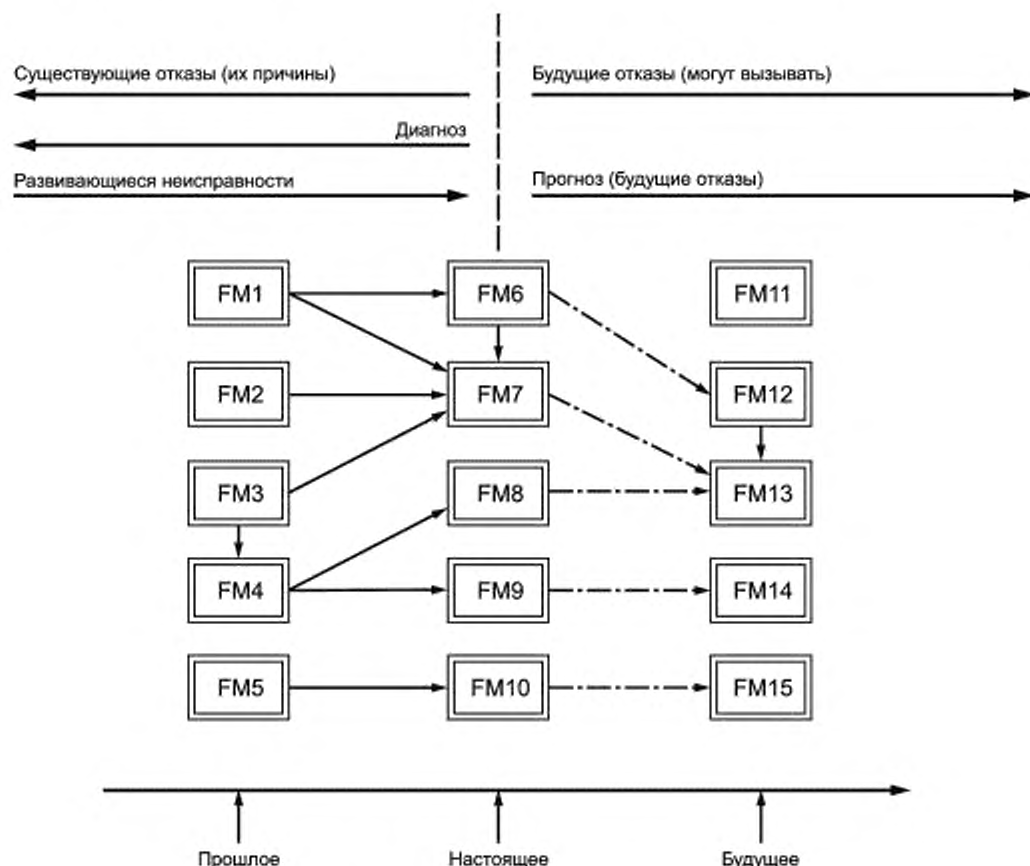 Существующие отказы (их причины)
Будущие отказы (могут вызывать)
Диагноз
Развивающиеся неисправности
Прогноз (будущие отказы)
FM1
FM6
FM11
FM2
FM7
FM12
FM3
FM8
FM13
FM4
FM9
FM14
FM5
FM10
FM15
Прошлое
Настоящее
Будущее